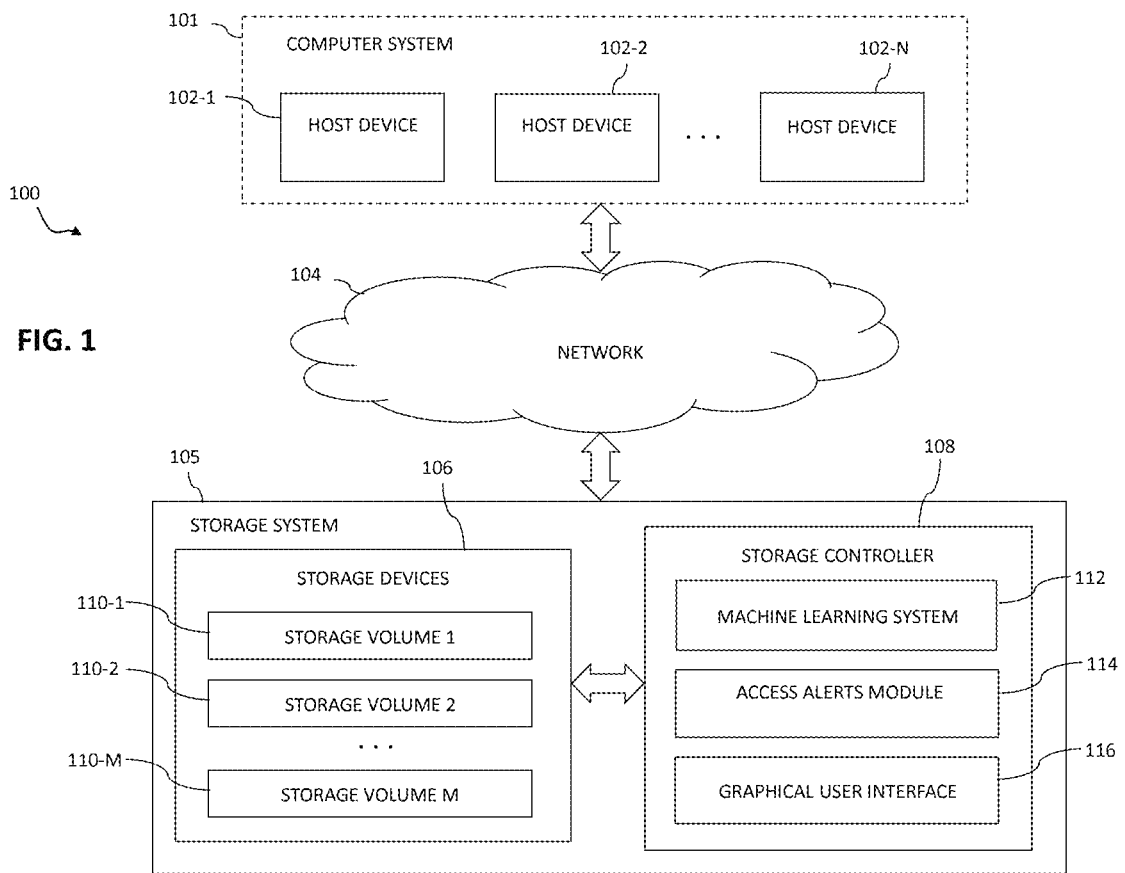 101
COMPUTER SYSTEM
102-2
102-N
102-1
HOST DEVICE
HOST DEVICE
. . .
HOST DEVICE
100
104
FIG. 1
NETWORK
105
106
108
STORAGE SYSTEM
STORAGE DEVICES
STORAGE CONTROLLER
112
110-1
STORAGE VOLUME 1
MACHINE LEARNING SYSTEM
110-2
STORAGE VOLUME 2
114
ACCESS ALERTS MODULE
. . .
110-M
STORAGE VOLUME M
116
GRAPHICAL USER INTERFACE